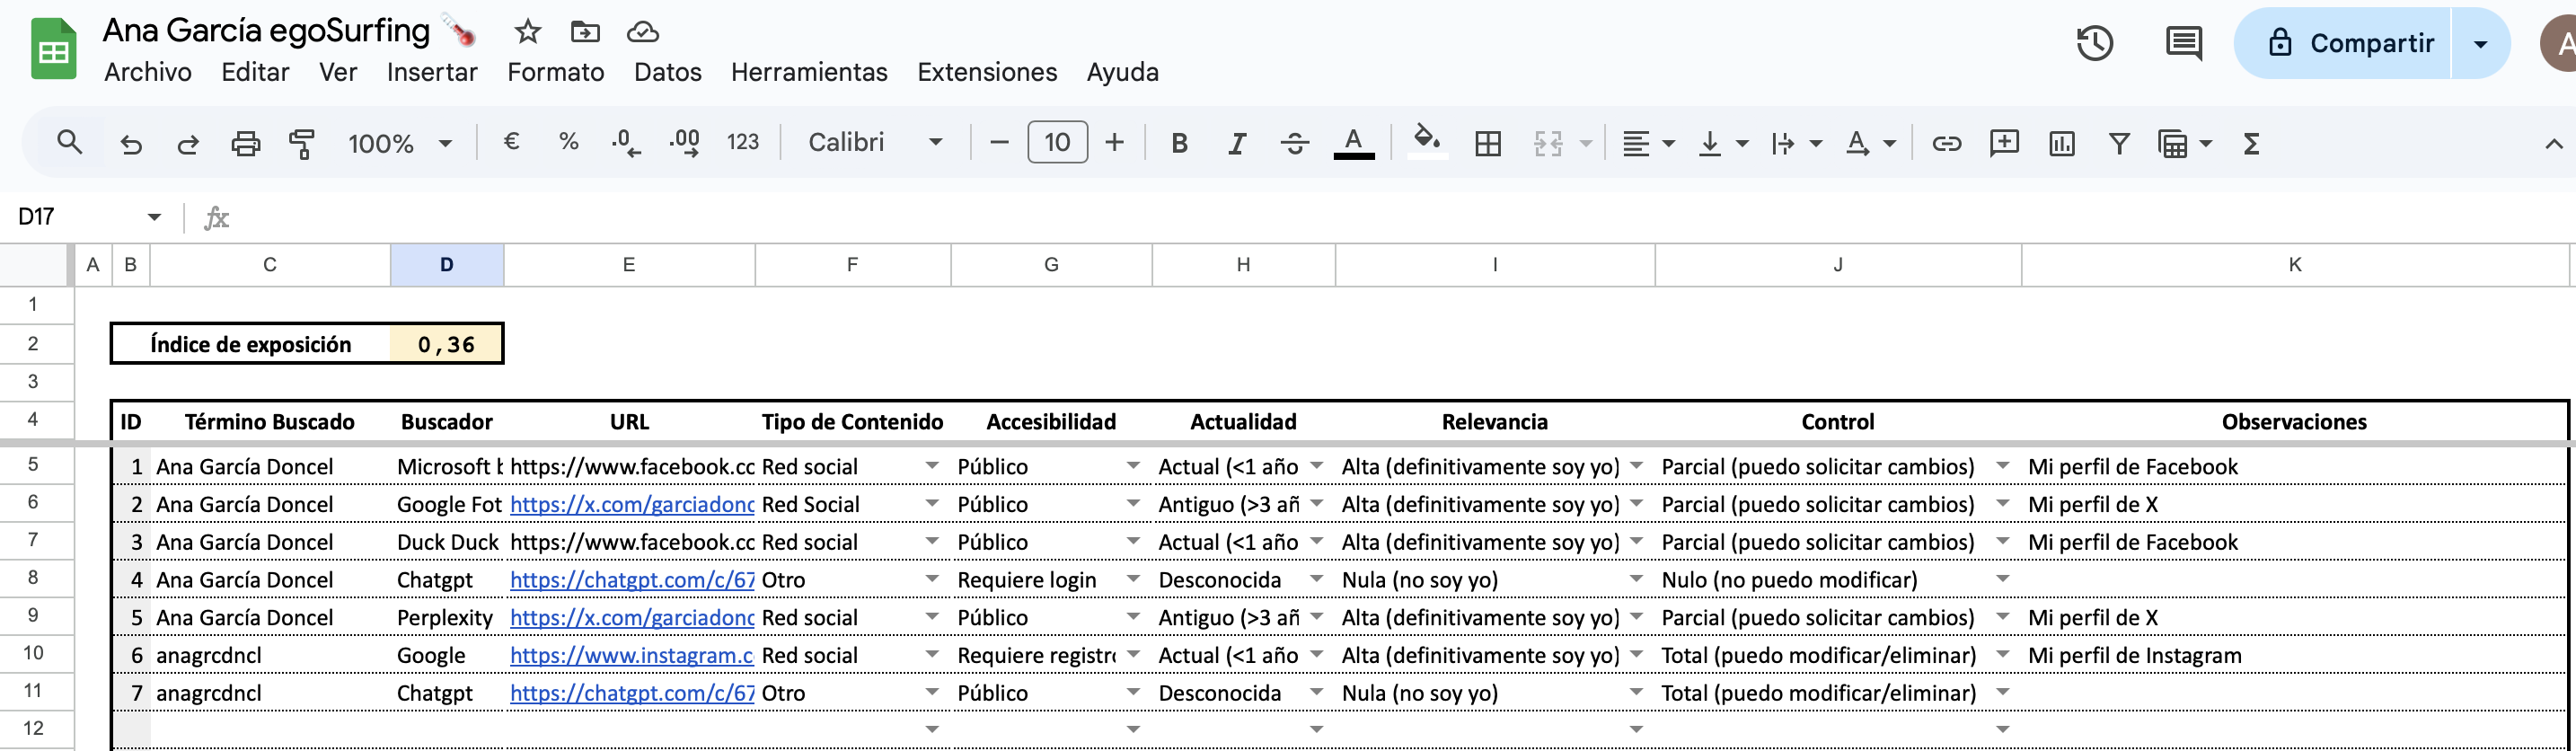 Ana García egoSurfing
Archivo Editar Ver Insertar Formato Datos Herramientas Extensiones Ayuda
Compartir
A
100% € % .0 .00 123 Calibri 10 B I S A A Σ
D17 fx
A B C D E F G H I J K
1
2 Índice de exposición 0,36
3
4 ID Término Buscado Buscador URL Tipo de Contenido Accesibilidad Actualidad Relevancia Control Observaciones
5 1 Ana García Doncel Microsoft b https://www.facebook.cc Red social Público Actual (<1 año Alta (definitivamente soy yo) Parcial (puedo solicitar cambios) Mi perfil de Facebook
6 2 Ana García Doncel Google Fot https://x.com/garciadonc Red Social Público Antiguo (>3 añ Alta (definitivamente soy yo) Parcial (puedo solicitar cambios) Mi perfil de X
7 3 Ana García Doncel Duck Duck https://www.facebook.cc Red social Público Actual (<1 año Alta (definitivamente soy yo) Parcial (puedo solicitar cambios) Mi perfil de Facebook
8 4 Ana García Doncel Chatgpt https://chatgpt.com/c/67 Otro Requiere login Desconocida Nula (no soy yo) Nulo (no puedo modificar)
9 5 Ana García Doncel Perplexity https://x.com/garciadonc Red social Público Antiguo (>3 añ Alta (definitivamente soy yo) Parcial (puedo solicitar cambios) Mi perfil de X
10 6 anagrcdncl Google https://www.instagram.c Red social Requiere registro Actual (<1 año Alta (definitivamente soy yo) Total (puedo modificar/eliminar) Mi perfil de Instagram
11 7 anagrcdncl Chatgpt https://chatgpt.com/c/67 Otro Público Desconocida Nula (no soy yo) Total (puedo modificar/eliminar)
12